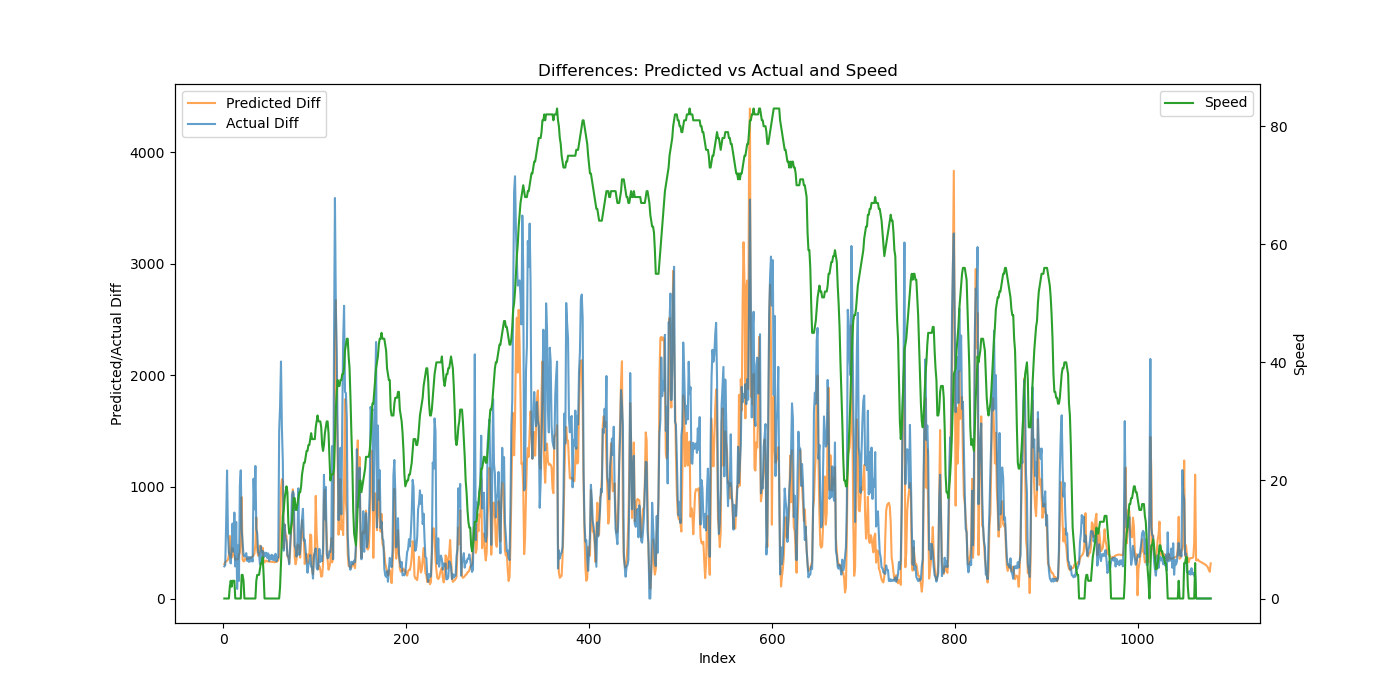 Differences: Predicted vs Actual and Speed
Predicted Diff
Actual Diff
Speed
4000
3000
2000
1000
0
80
60
40
20
0
Predicted/Actual Diff
Speed
0
200
400
600
800
1000
Index